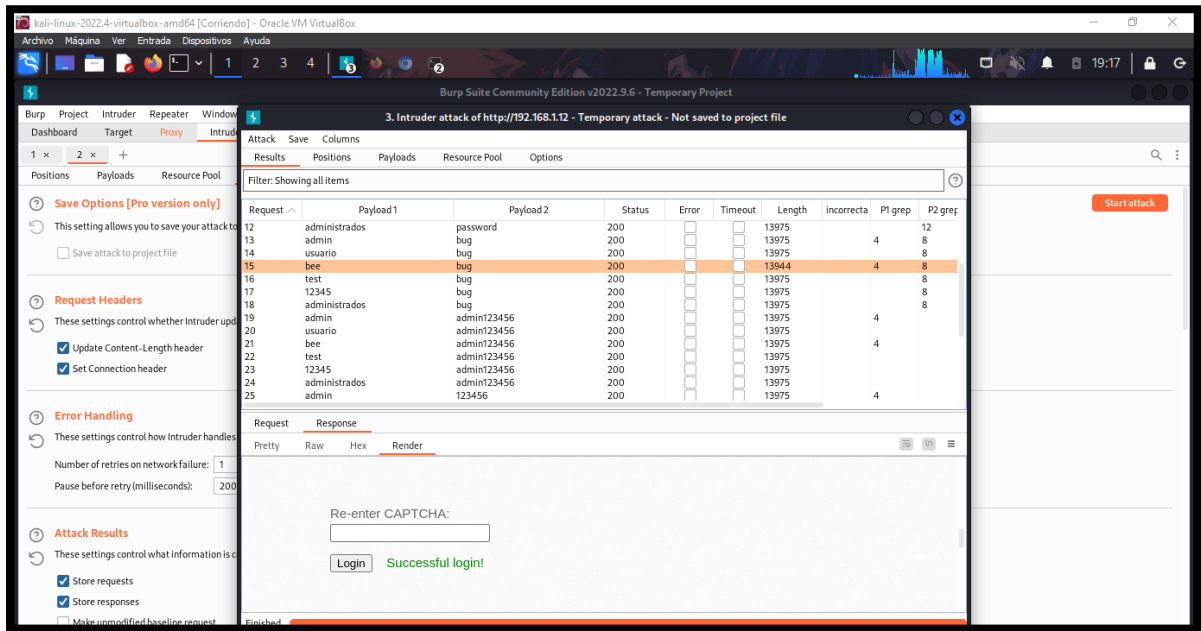 kali-linux-2022.4-virtualbox-amd64 [Corriendo] - Oracle VM VirtualBox
Archivo Máquina Ver Entrada Dispositivos Ayuda
1 2 3 4 3 2 19:17
Burp Suite Community Edition v2022.9.6 - Temporary Project
Burp Project Intruder Repeater Window
Dashboard Target Proxy Intrude
1 × 2 × +
Positions Payloads Resource Pool
Save Options [Pro version only]
This setting allows you to save your attack to
Save attack to project file
Request Headers
These settings control whether Intruder upd
Update Content-Length header
Set Connection header
Error Handling
These settings control how Intruder handles
Number of retries on network failure: 1
Pause before retry (milliseconds): 200
Attack Results
These settings control what information is c
Store requests
Store responses
Make unmodified baseline request
Start attack
3. Intruder attack of http://192.168.1.12 - Temporary attack - Not saved to project file
Attack Save Columns
Results Positions Payloads Resource Pool Options
Filter: Showing all items
Request Payload 1 Payload 2 Status Error Timeout Length incorrecta P1 grep P2 grep
12 administrados password 200 13975 12
13 admin bug 200 13975 4 8
14 usuario bug 200 13975 8
15 bee bug 200 13944 4 8
16 test bug 200 13975 8
17 12345 bug 200 13975 8
18 administrados bug 200 13975 8
19 admin admin123456 200 13975 4
20 usuario admin123456 200 13975
21 bee admin123456 200 13975 4
22 test admin123456 200 13975
23 12345 admin123456 200 13975
24 administrados admin123456 200 13975
25 admin 123456 200 13975 4
Request Response
Pretty Raw Hex Render
\n
Re-enter CAPTCHA:
Login Successful login!
Finished